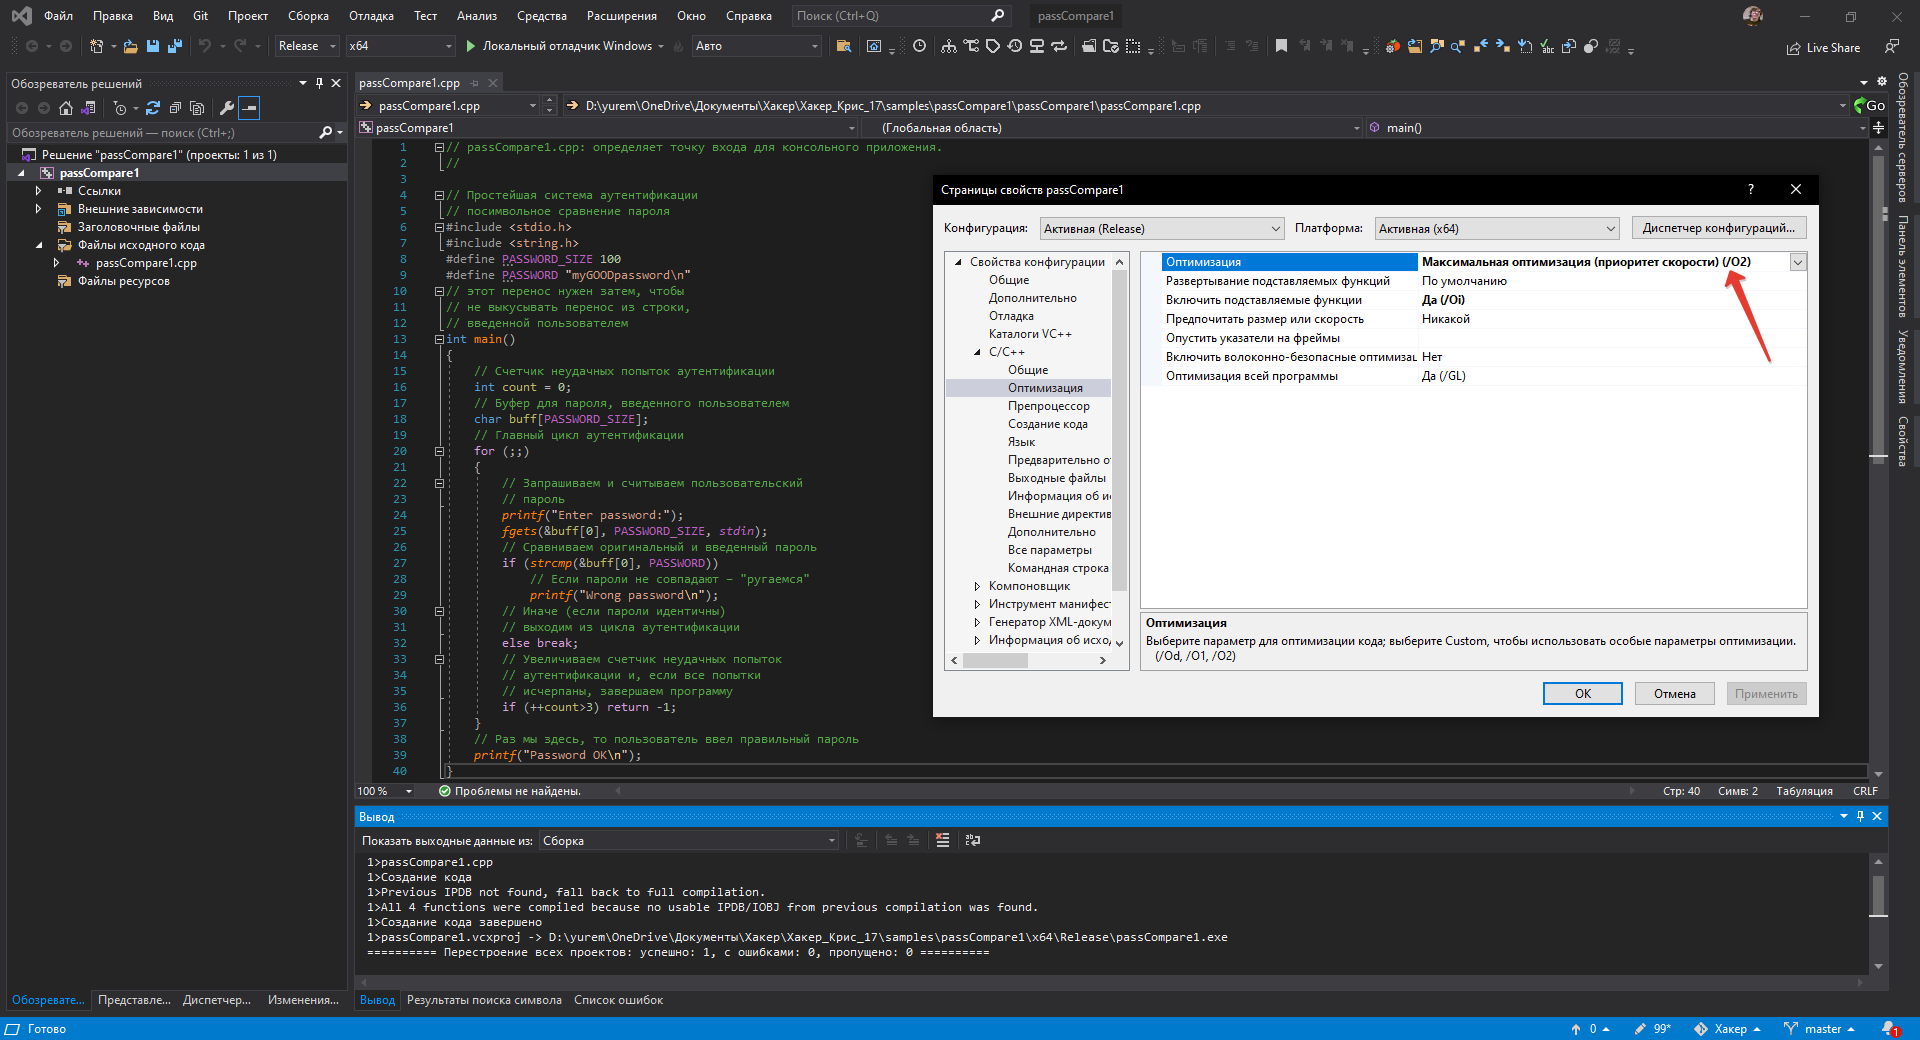 Файл Правка Вид Git Проект Сборка Отладка Тест Анализ Средства Расширения Окно Справка Поиск (Ctrl+Q) passCompare1
Release x64 Локальный отладчик Windows Авто Live Share
Обозреватель решений
Обозреватель решений — поиск (Ctrl+;)
Решение "passCompare1" (проекты: 1 из 1)
passCompare1
Ссылки
Внешние зависимости
Заголовочные файлы
Файлы исходного кода
passCompare1.cpp
Файлы ресурсов
Обозревате... Представле... Диспетчер... Изменения...
passCompare1.cpp
passCompare1.cpp D:\yurem\OneDrive\Документы\Хакер\Хакер_Крис_17\samples\passCompare1\passCompare1\passCompare1.cpp Go
passCompare1 (Глобальная область) main()
1 // passCompare1.cpp: определяет точку входа для консольного приложения.
2 //
3
4 // Простейшая система аутентификации
5 // посимвольное сравнение пароля
6 #include <stdio.h>
7 #include <string.h>
8 #define PASSWORD_SIZE 100
9 #define PASSWORD "myGOODpassword\n"
10 // этот перенос нужен затем, чтобы
11 // не выкусывать перенос из строки,
12 // введенной пользователем
13 int main()
14 {
15 // Счетчик неудачных попыток аутентификации
16 int count = 0;
17 // Буфер для пароля, введенного пользователем
18 char buff[PASSWORD_SIZE];
19 // Главный цикл аутентификации
20 for (;;)
21 {
22 // Запрашиваем и считываем пользовательский
23 // пароль
24 printf("Enter password:");
25 fgets(&buff[0], PASSWORD_SIZE, stdin);
26 // Сравниваем оригинальный и введенный пароль
27 if (strcmp(&buff[0], PASSWORD))
28 // Если пароли не совпадают – "ругаемся"
29 printf("Wrong password\n");
30 // Иначе (если пароли идентичны)
31 // выходим из цикла аутентификации
32 else break;
33 // Увеличиваем счетчик неудачных попыток
34 // аутентификации и, если все попытки
35 // исчерпаны, завершаем программу
36 if (++count>3) return -1;
37 }
38 // Раз мы здесь, то пользователь ввел правильный пароль
39 printf("Password OK\n");
40 }
100 % Проблемы не найдены. Стр: 40 Симв: 2 Табуляция CRLF
Страницы свойств passCompare1 ?
Конфигурация: Активная (Release) Платформа: Активная (x64) Диспетчер конфигураций...
Свойства конфигурации
Общие
Дополнительно
Отладка
Каталоги VC++
C/C++
Общие
Оптимизация
Препроцессор
Создание кода
Язык
Предварительно о
Выходные файлы
Информация об и
Внешние директив
Дополнительно
Все параметры
Командная строка
Компоновщик
Инструмент манифес
Генератор XML-докум
Информация об исхо
Оптимизация Максимальная оптимизация (приоритет скорости) (/O2)
Развертывание подставляемых функций По умолчанию
Включить подставляемые функции Да (/Oi)
Предпочитать размер или скорость Никакой
Опустить указатели на фреймы
Включить волоконно-безопасные оптимизац Нет
Оптимизация всей программы Да (/GL)
Оптимизация
Выберите параметр для оптимизации кода; выберите Custom, чтобы использовать особые параметры оптимизации.
(/Od, /O1, /O2)
OK Отмена Применить
Обозреватель серверов
Панель элементов
Уведомления
Свойства
Вывод
Показать выходные данные из: Сборка
1>passCompare1.cpp
1>Создание кода
1>Previous IPDB not found, fall back to full compilation.
1>All 4 functions were compiled because no usable IPDB/IOBJ from previous compilation was found.
1>Создание кода завершено
1>passCompare1.vcxproj -> D:\yurem\OneDrive\Документы\Хакер\Хакер_Крис_17\samples\passCompare1\x64\Release\passCompare1.exe
========== Перестроение всех проектов: успешно: 1, с ошибками: 0, пропущено: 0 ==========
Вывод Результаты поиска символа Список ошибок
Готово 0 99* Хакер master 1